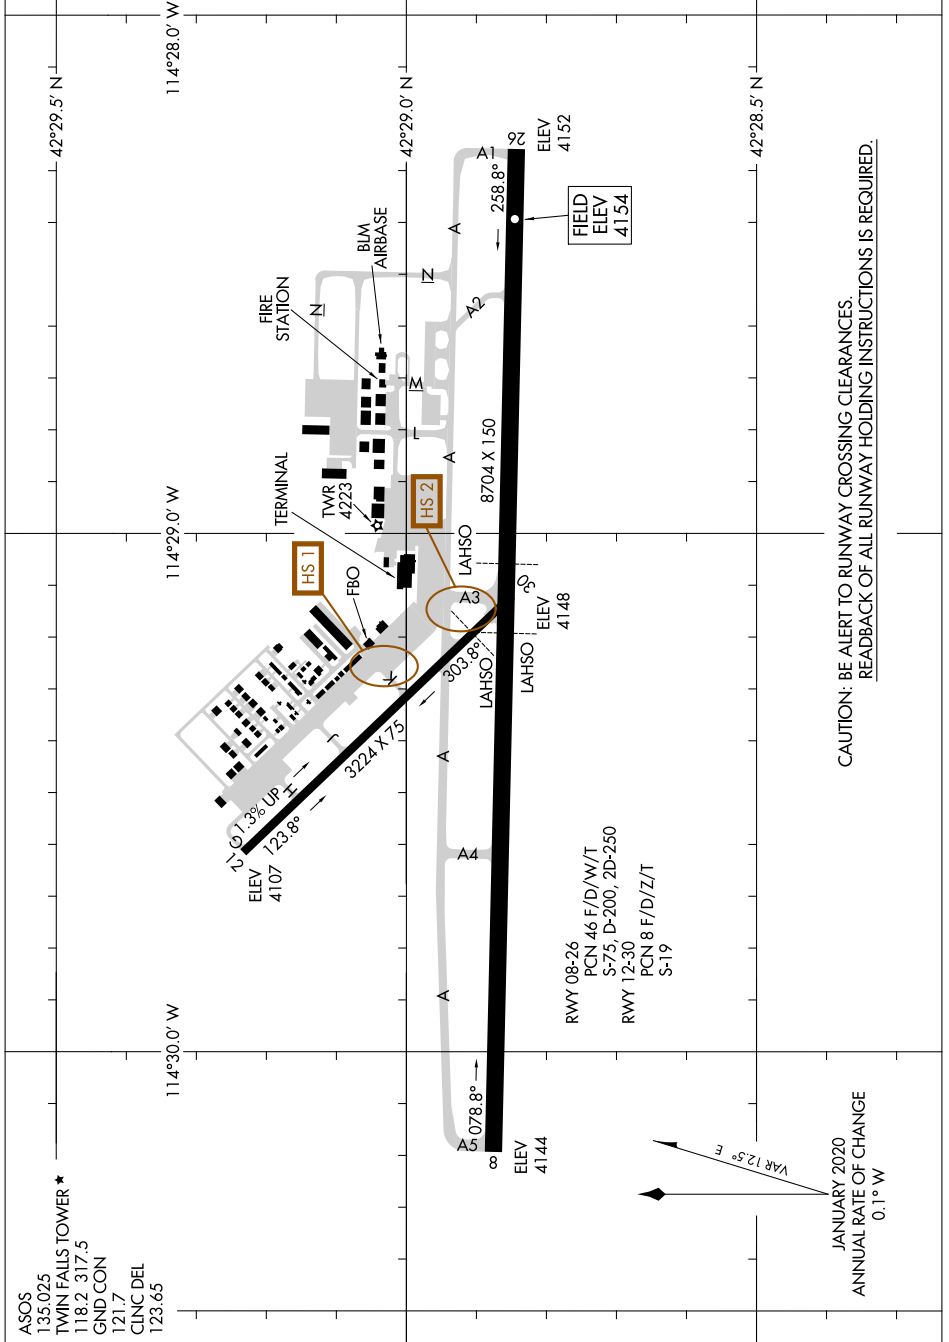 ASOS
135.025
TWIN FALLS TOWER ★
118.2 317.5
GND CON
121.7
CLNC DEL
123.65
114°30.0' W
114°29.0' W
114°28.0' W
42°29.5' N
42°29.0' N
42°28.5' N
12
ELEV
4107
G
1.3% UP
123.8°
H
J
3224 X 75
K
303.8°
HS 1
FBO
TERMINAL
TWR
4223
HS 2
FIRE
STATION
BLM
AIRBASE
N
N
M
L
A
A
A
A
A1
A2
A3
A4
A5
LAHSO
LAHSO
LAHSO
30
ELEV
4148
8704 X 150
258.8°
26
ELEV
4152
FIELD
ELEV
4154
078.8°
8
ELEV
4144
RWY 08-26
PCN 46 F/D/W/T
S-75, D-200, 2D-250
RWY 12-30
PCN 8 F/D/Z/T
S-19
VAR 12.5° E
JANUARY 2020
ANNUAL RATE OF CHANGE
0.1° W
CAUTION: BE ALERT TO RUNWAY CROSSING CLEARANCES.
READBACK OF ALL RUNWAY HOLDING INSTRUCTIONS IS REQUIRED.